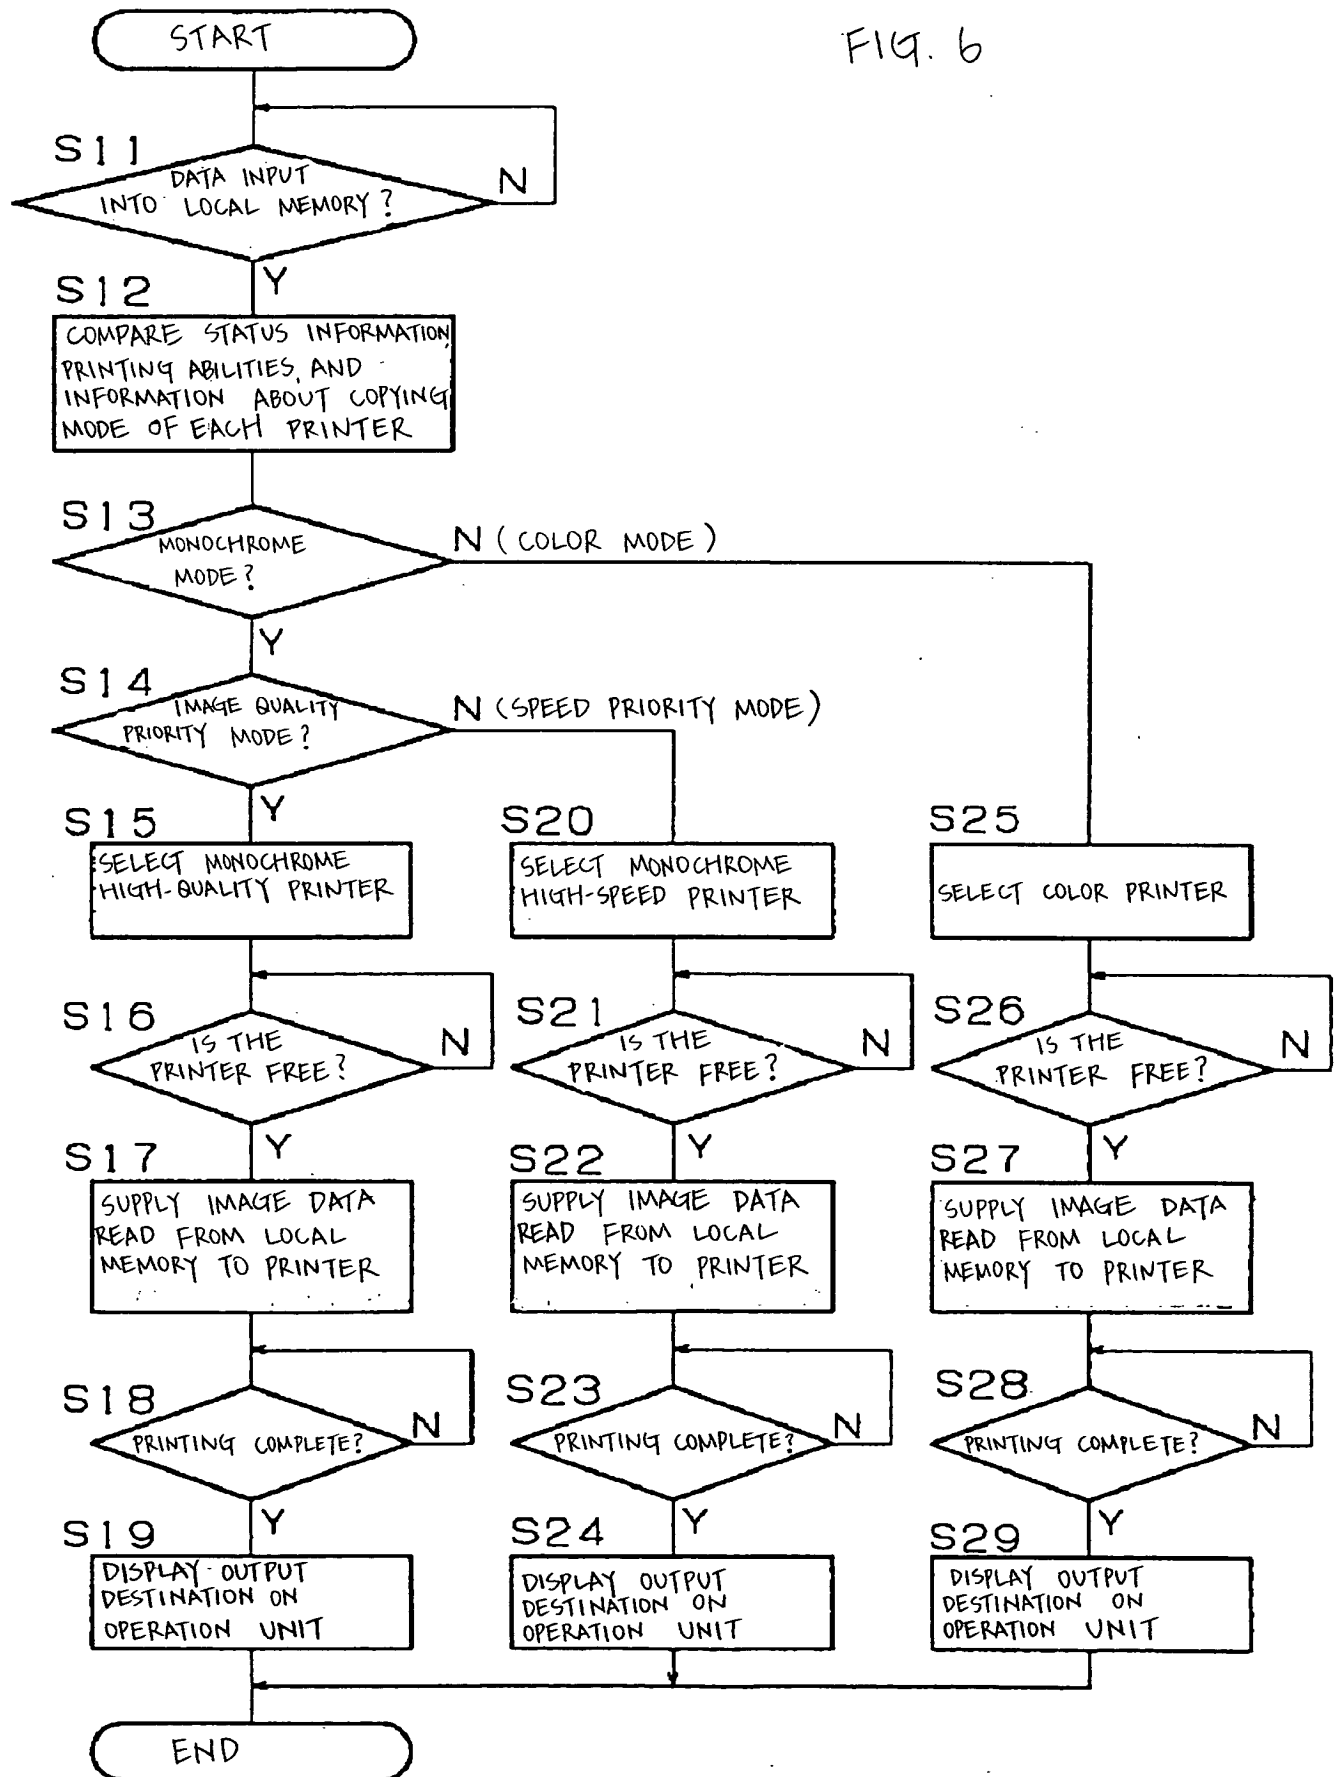 START
FIG. 6
S11
DATA INPUT
INTO LOCAL MEMORY?
N
Y
S12
COMPARE STATUS INFORMATION,
PRINTING ABILITIES, AND
INFORMATION ABOUT COPYING
MODE OF EACH PRINTER
S13
MONOCHROME
MODE?
N (COLOR MODE)
Y
S14
IMAGE QUALITY
PRIORITY MODE?
N (SPEED PRIORITY MODE)
Y
S15
SELECT MONOCHROME
HIGH-QUALITY PRINTER
S20
SELECT MONOCHROME
HIGH-SPEED PRINTER
S25
SELECT COLOR PRINTER
S16
IS THE
PRINTER FREE?
N
Y
S21
IS THE
PRINTER FREE?
N
Y
S26
IS THE
PRINTER FREE?
N
Y
S17
SUPPLY IMAGE DATA
READ FROM LOCAL
MEMORY TO PRINTER
S22
SUPPLY IMAGE DATA
READ FROM LOCAL
MEMORY TO PRINTER
S27
SUPPLY IMAGE DATA
READ FROM LOCAL
MEMORY TO PRINTER
S18
PRINTING COMPLETE?
N
Y
S23
PRINTING COMPLETE?
N
Y
S28
PRINTING COMPLETE?
N
Y
S19
DISPLAY OUTPUT
DESTINATION ON
OPERATION UNIT
S24
DISPLAY OUTPUT
DESTINATION ON
OPERATION UNIT
S29
DISPLAY OUTPUT
DESTINATION ON
OPERATION UNIT
END